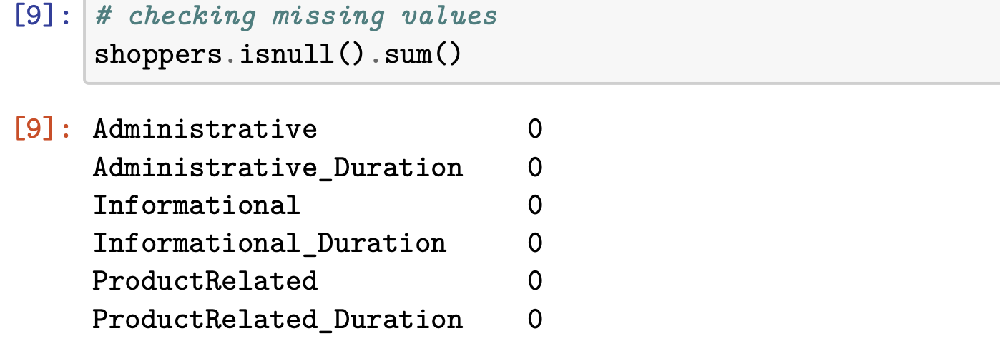 [9]: # checking missing values
shoppers.isnull().sum()
[9]: Administrative 0
Administrative_Duration 0
Informational 0
Informational_Duration 0
ProductRelated 0
ProductRelated_Duration 0